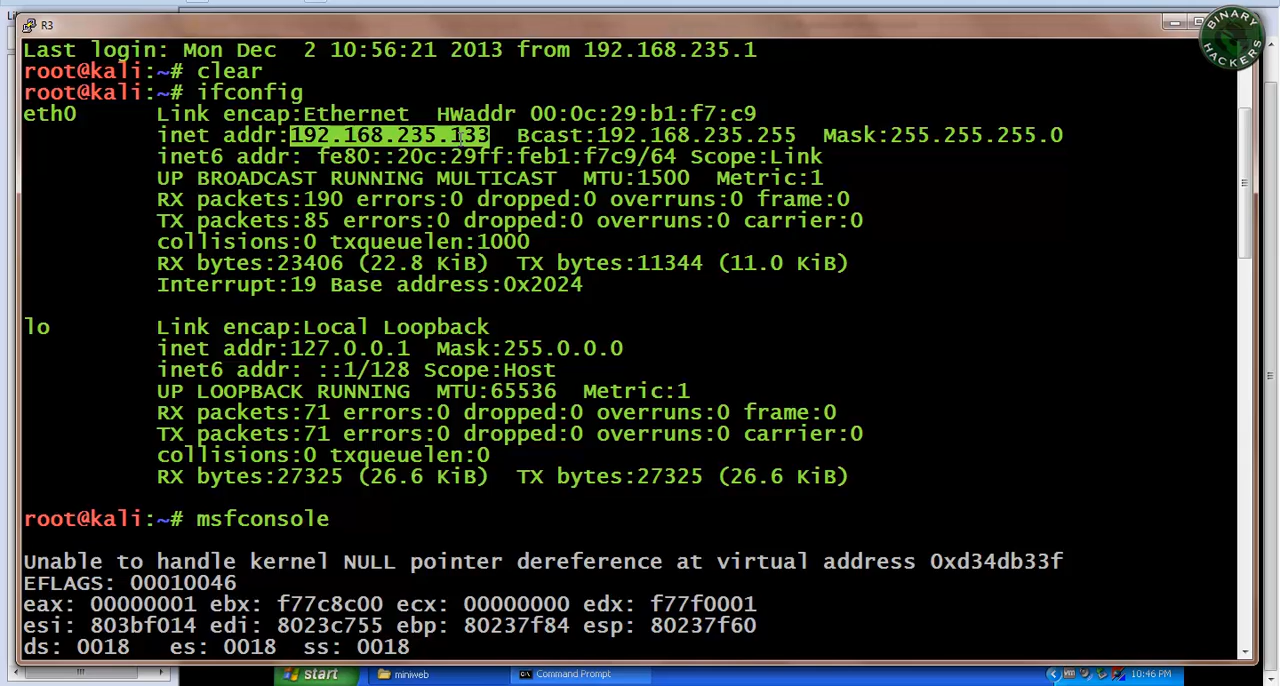 R3
BINARY
HACKERS
Last login: Mon Dec  2 10:56:21 2013 from 192.168.235.1
root@kali:~# clear
root@kali:~# ifconfig
eth0      Link encap:Ethernet  HWaddr 00:0c:29:b1:f7:c9
          inet addr:192.168.235.133  Bcast:192.168.235.255  Mask:255.255.255.0
          inet6 addr: fe80::20c:29ff:feb1:f7c9/64 Scope:Link
          UP BROADCAST RUNNING MULTICAST  MTU:1500  Metric:1
          RX packets:190 errors:0 dropped:0 overruns:0 frame:0
          TX packets:85 errors:0 dropped:0 overruns:0 carrier:0
          collisions:0 txqueuelen:1000
          RX bytes:23406 (22.8 KiB)  TX bytes:11344 (11.0 KiB)
          Interrupt:19 Base address:0x2024
lo        Link encap:Local Loopback
          inet addr:127.0.0.1  Mask:255.0.0.0
          inet6 addr: ::1/128 Scope:Host
          UP LOOPBACK RUNNING  MTU:65536  Metric:1
          RX packets:71 errors:0 dropped:0 overruns:0 frame:0
          TX packets:71 errors:0 dropped:0 overruns:0 carrier:0
          collisions:0 txqueuelen:0
          RX bytes:27325 (26.6 KiB)  TX bytes:27325 (26.6 KiB)
root@kali:~# msfconsole
Unable to handle kernel NULL pointer dereference at virtual address 0xd34db33f
EFLAGS: 00010046
eax: 00000001 ebx: f77c8c00 ecx: 00000000 edx: f77f0001
esi: 803bf014 edi: 8023c755 ebp: 80237f84 esp: 80237f60
ds: 0018   es: 0018  ss: 0018
start miniweb Command Prompt 10:46 PM